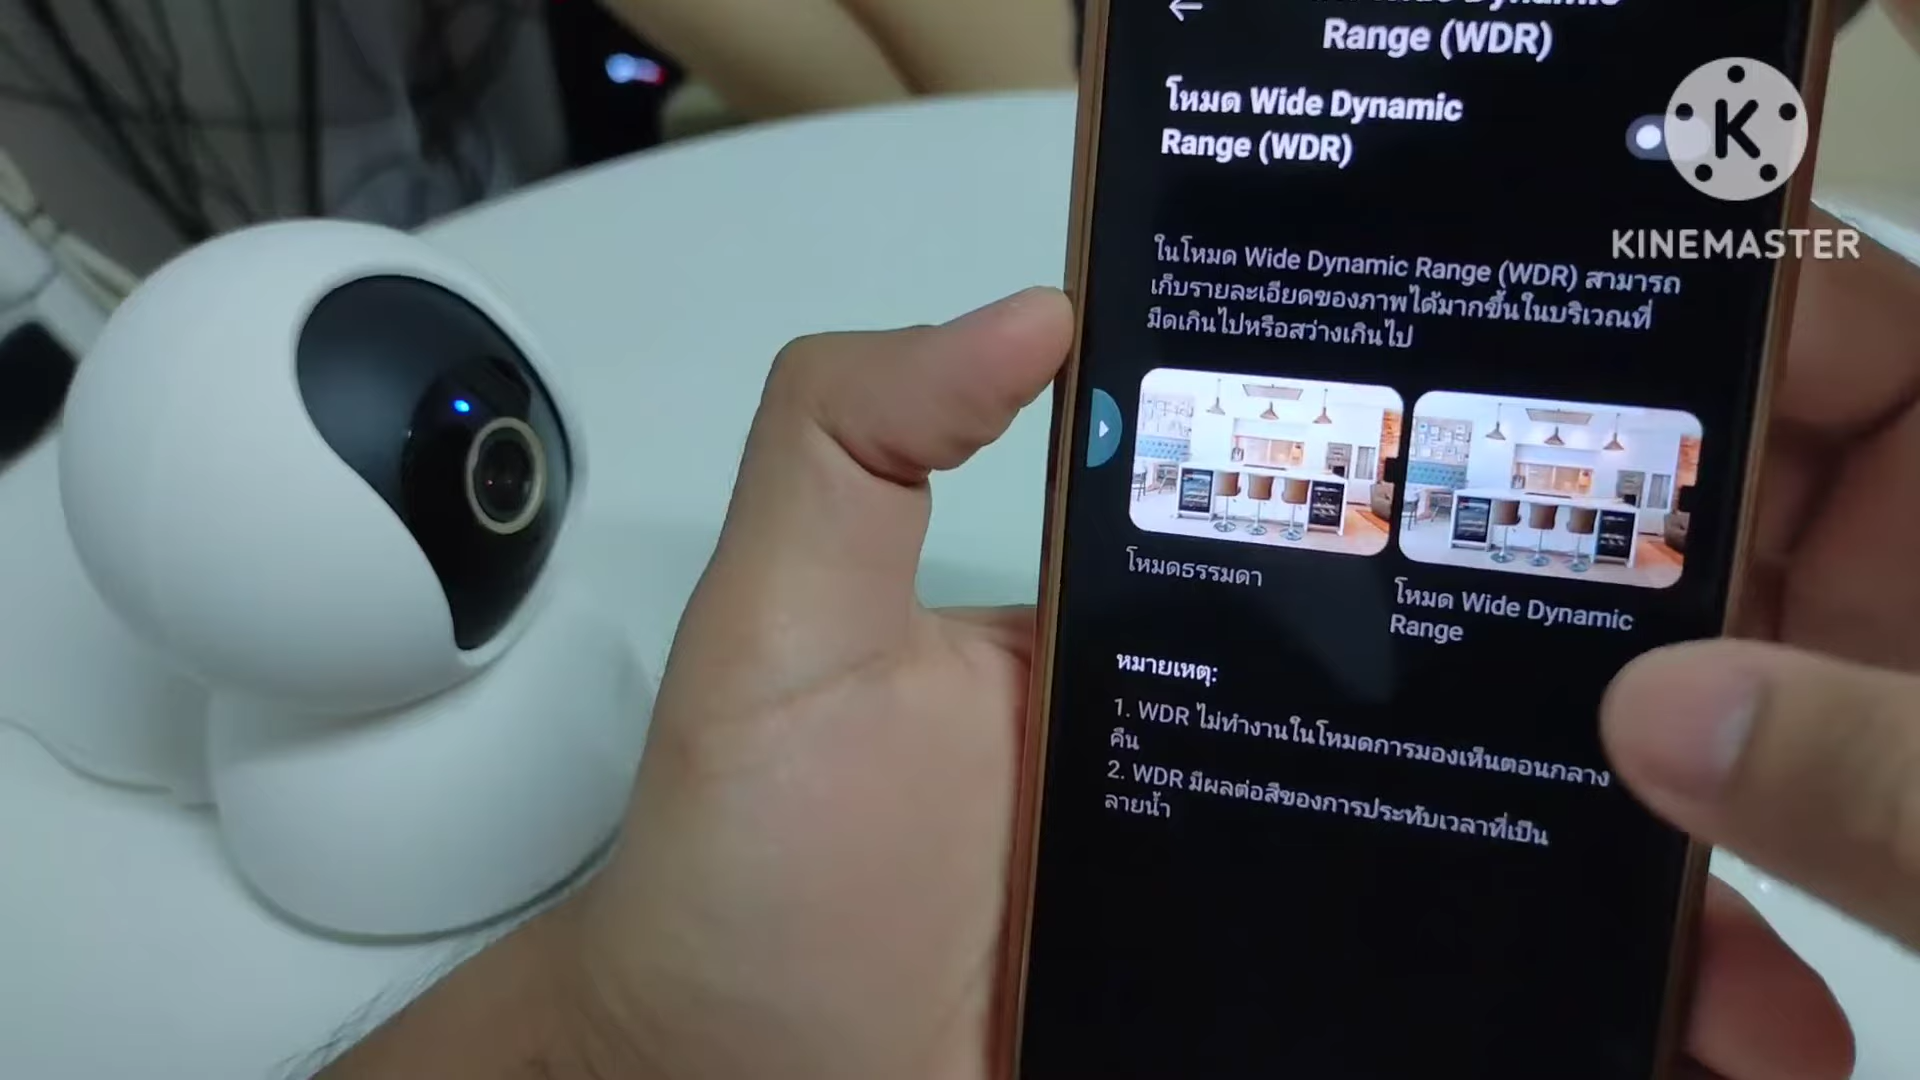 Wide Dynamic
Range (WDR)
โหมด Wide Dynamic
Range (WDR)
K
KINEMASTER
ในโหมด Wide Dynamic Range (WDR) สามารถ
เก็บรายละเอียดของภาพได้มากขึ้นในบริเวณที่
มืดเกินไปหรือสว่างเกินไป
โหมดธรรมดา
โหมด Wide Dynamic
Range
หมายเหตุ:
1. WDR ไม่ทำงานในโหมดการมองเห็นตอนกลาง
คืน
2. WDR มีผลต่อสีของการประทับเวลาที่เป็น
ลายน้ำ